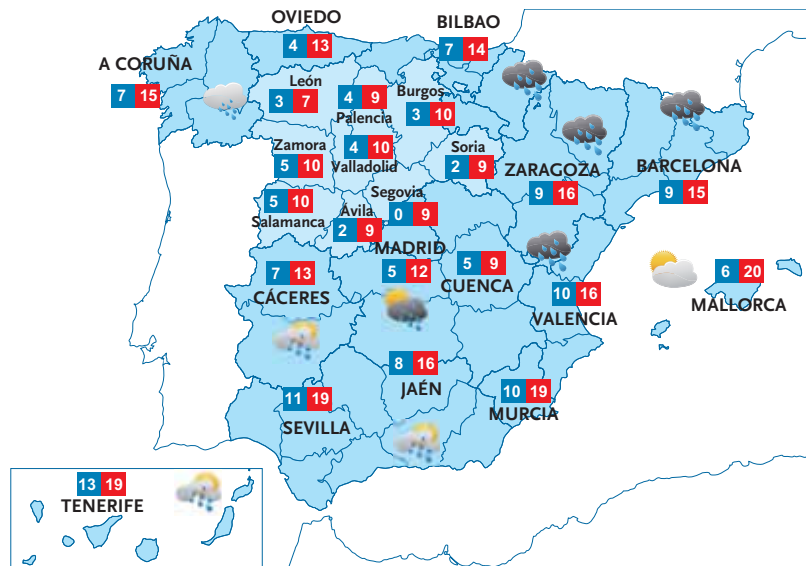 OVIEDO
4 13
BILBAO
7 14
A CORUÑA
7 15
León
3 7
4 9
Palencia
Burgos
3 10
Zamora
5 10
4 10
Valladolid
Soria
2 9
ZARAGOZA
9 16
BARCELONA
9 15
5 10
Salamanca
Ávila
2 9
Segovia
0 9
MADRID
5 12
5 9
CUENCA
7 13
CÁCERES
10 16
VALENCIA
6 20
MALLORCA
8 16
JAÉN
11 19
SEVILLA
10 19
MURCIA
13 19
TENERIFE